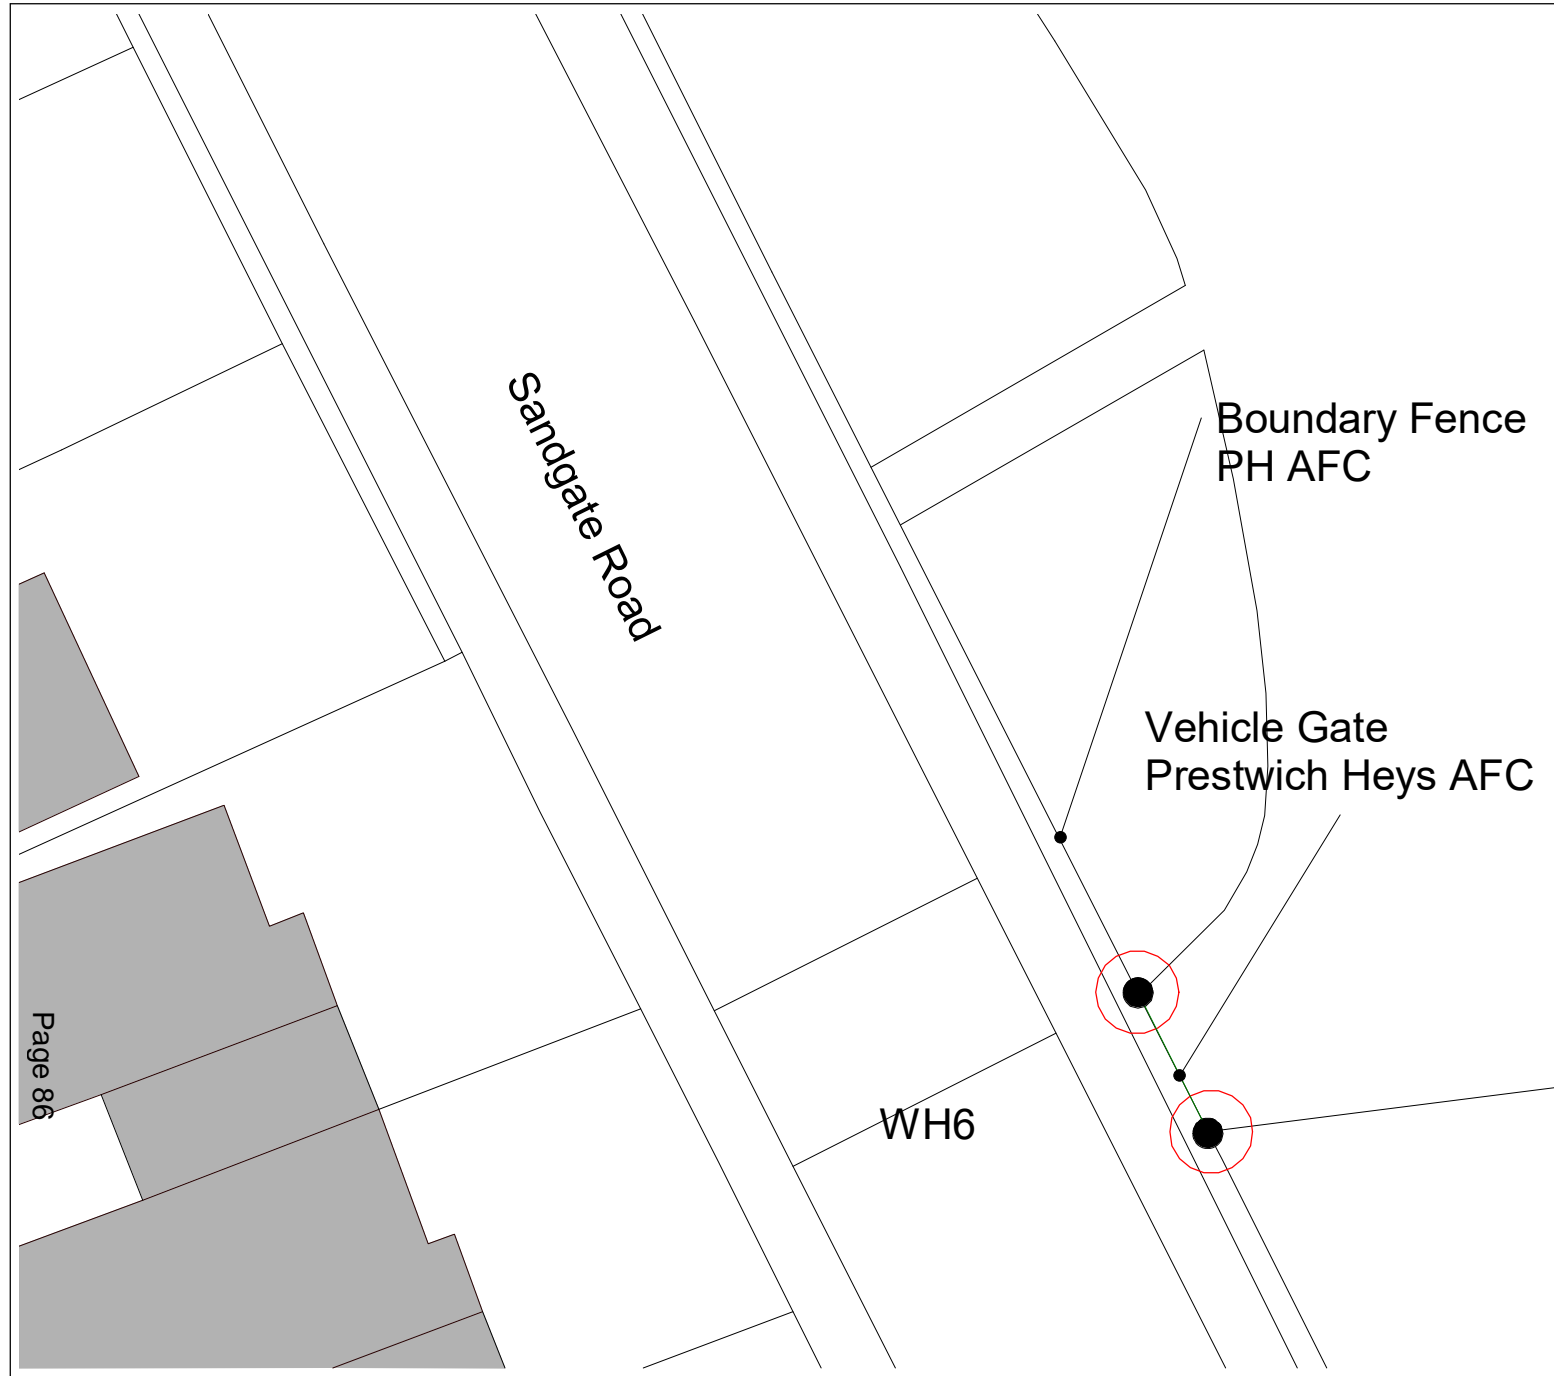 Sandgate Road
Boundary Fence
PH AFC
Vehicle Gate
Prestwich Heys AFC
WH6
Page 86